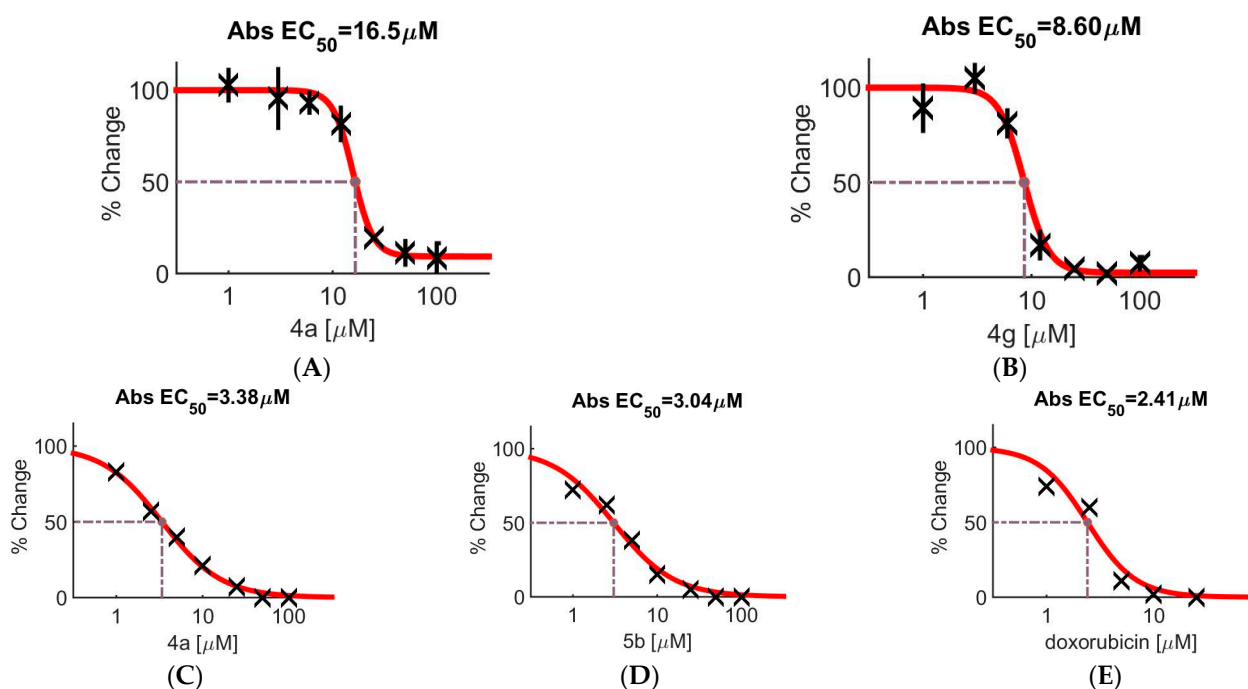 Abs EC50=16.5μM
% Change
100
50
0
1
10
100
4a [μM]
(A)
Abs EC50=8.60μM
% Change
100
50
0
1
10
100
4g [μM]
(B)
Abs EC50=3.38μM
% Change
100
50
0
1
10
100
4a [μM]
(C)
Abs EC50=3.04μM
% Change
100
50
0
1
10
100
5b [μM]
(D)
Abs EC50=2.41μM
% Change
100
50
0
1
10
doxorubicin [μM]
(E)